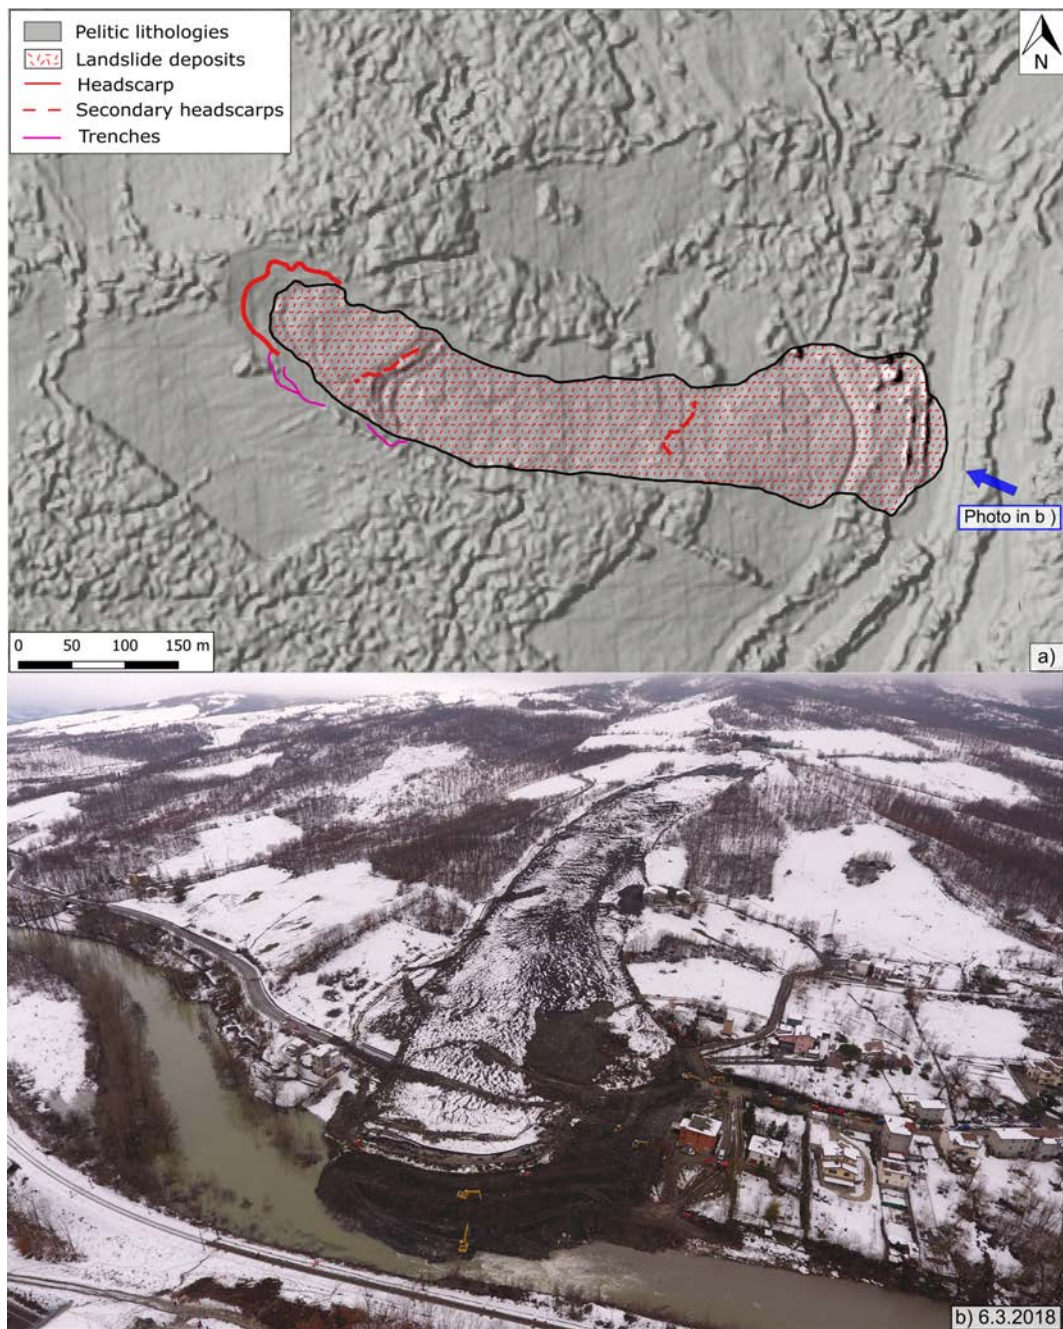 Pelitic lithologies
Landslide deposits
Headscarp
Secondary headscarps
Trenches
N
Photo in b )
0 50 100 150 m
a)
b) 6.3.2018